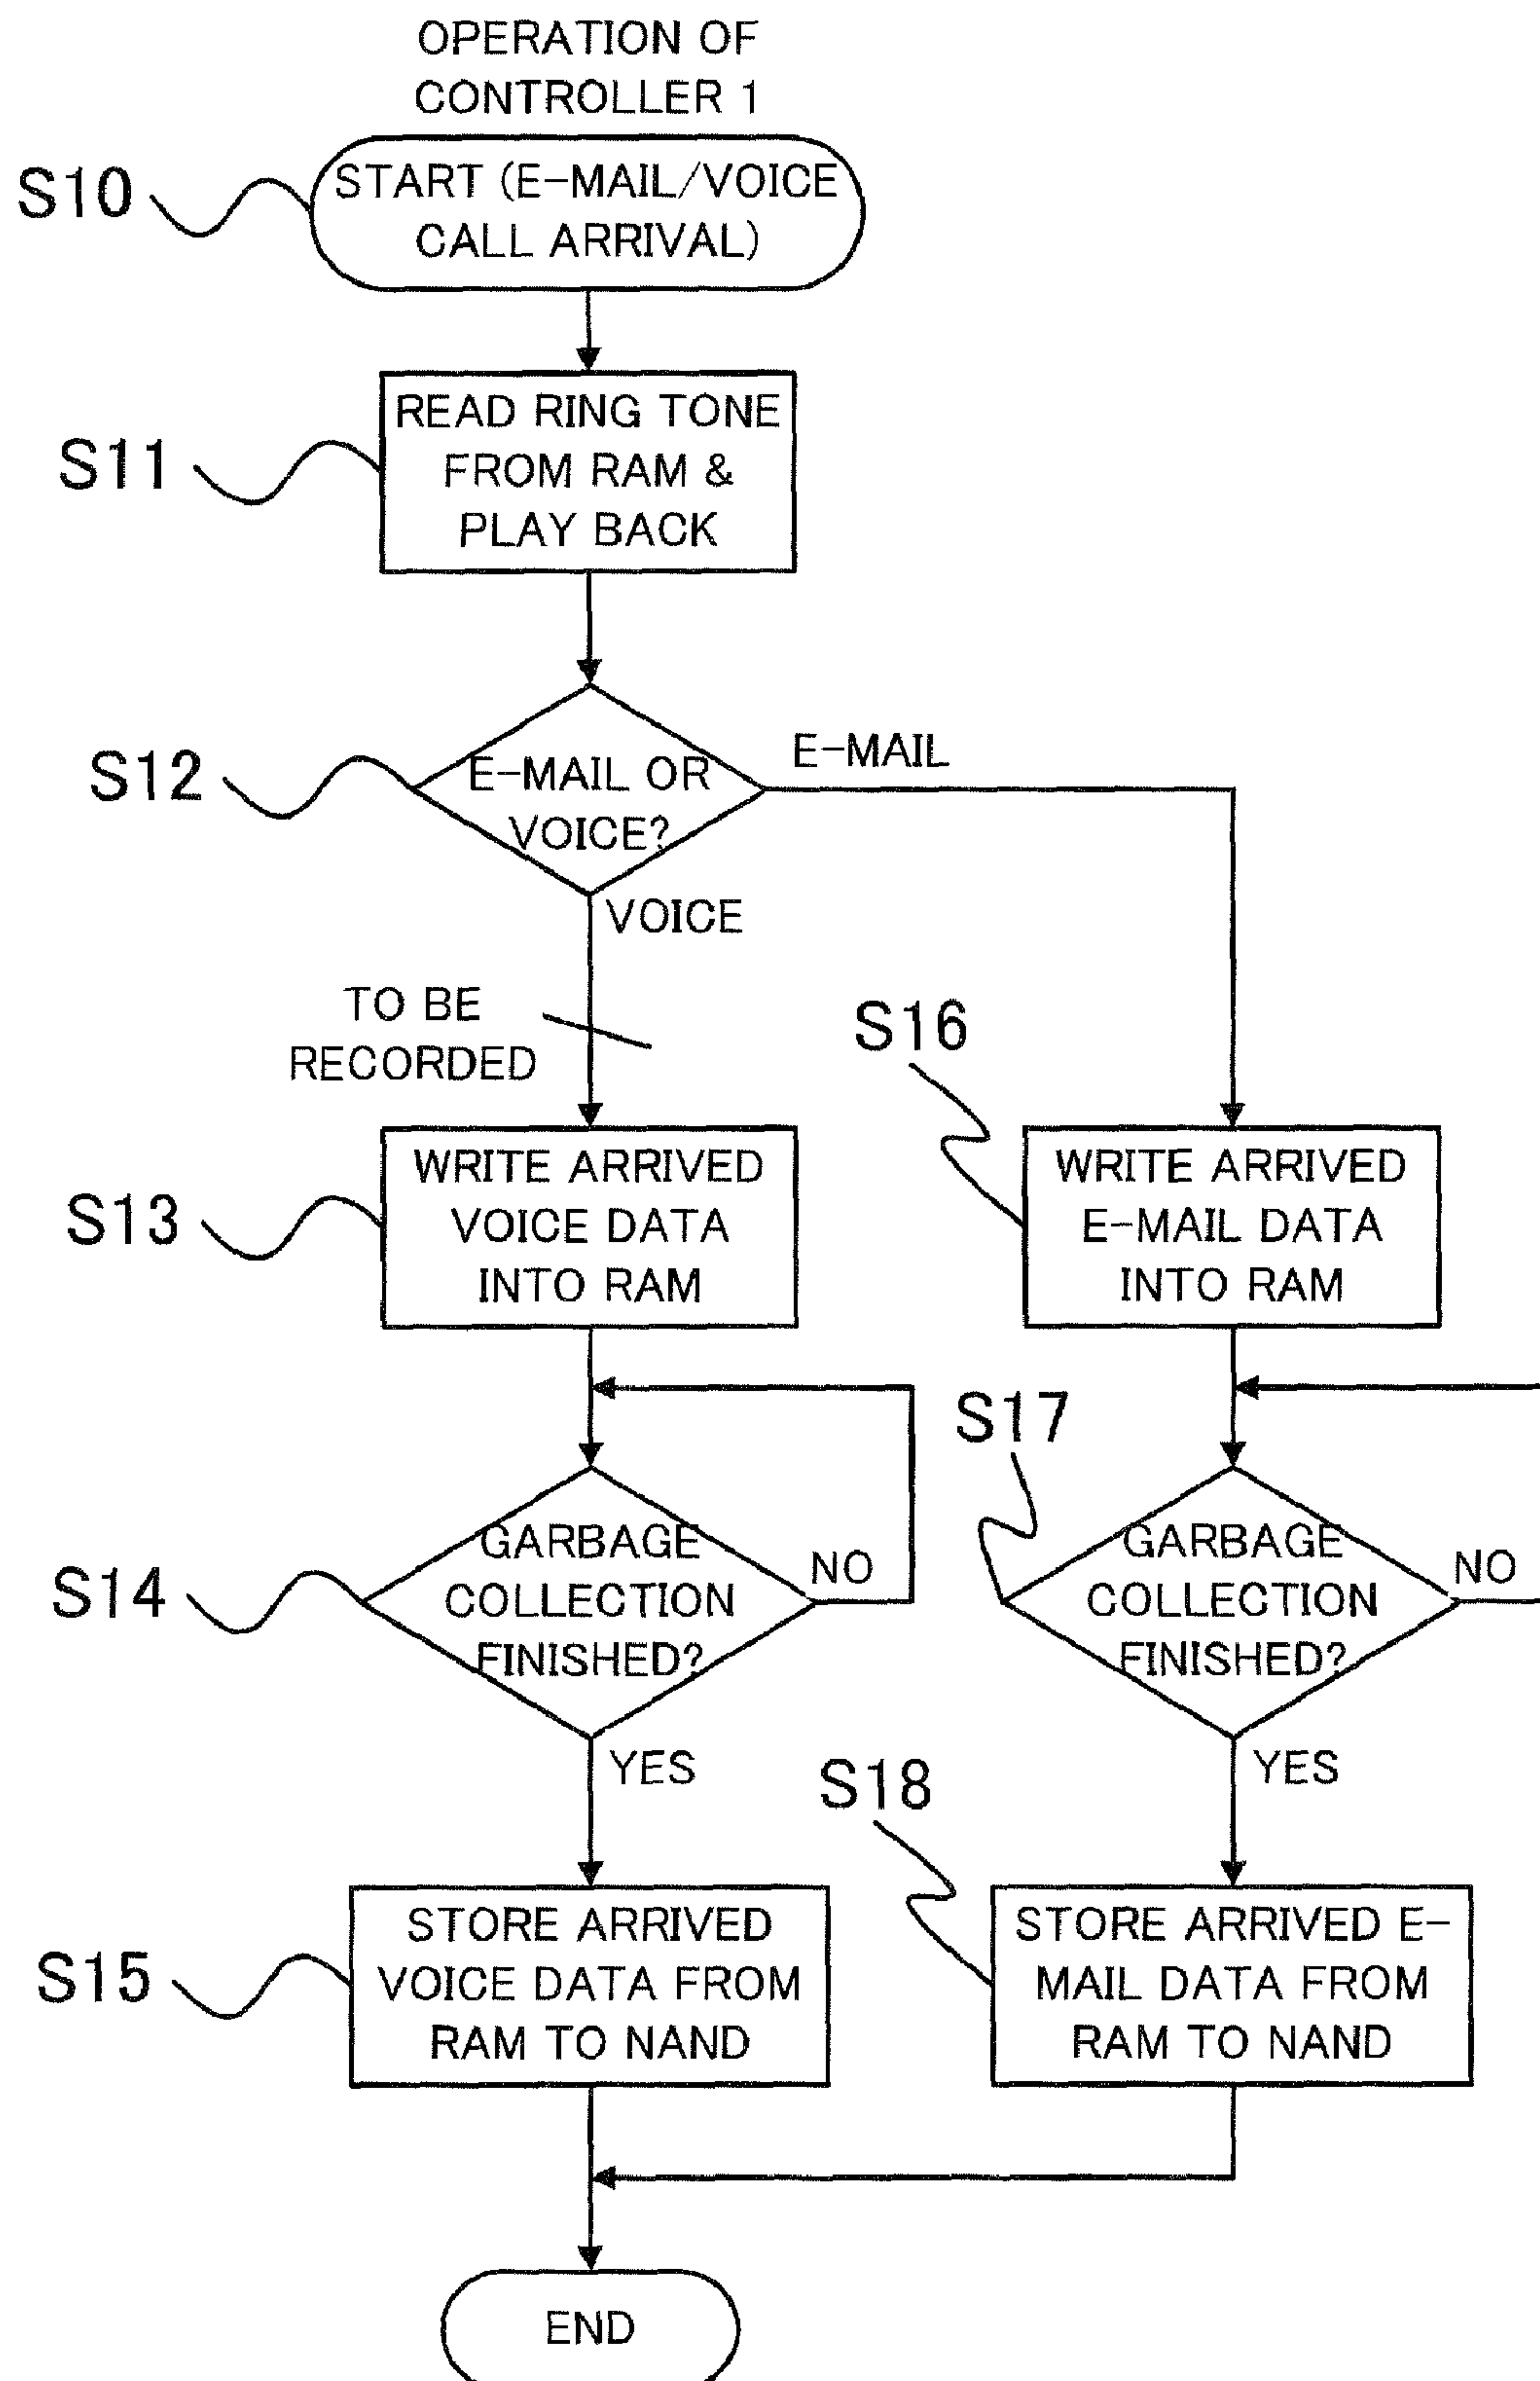 OPERATION OF
CONTROLLER 1
S10
START (E-MAIL/VOICE
CALL ARRIVAL)
S11
READ RING TONE
FROM RAM &
PLAY BACK
S12
E-MAIL OR
VOICE?
E-MAIL
VOICE
TO BE
RECORDED
S13
WRITE ARRIVED
VOICE DATA
INTO RAM
S16
WRITE ARRIVED
E-MAIL DATA
INTO RAM
S14
GARBAGE
COLLECTION
FINISHED?
NO
YES
S17
GARBAGE
COLLECTION
FINISHED?
NO
YES
S15
STORE ARRIVED
VOICE DATA FROM
RAM TO NAND
S18
STORE ARRIVED E-
MAIL DATA FROM
RAM TO NAND
END